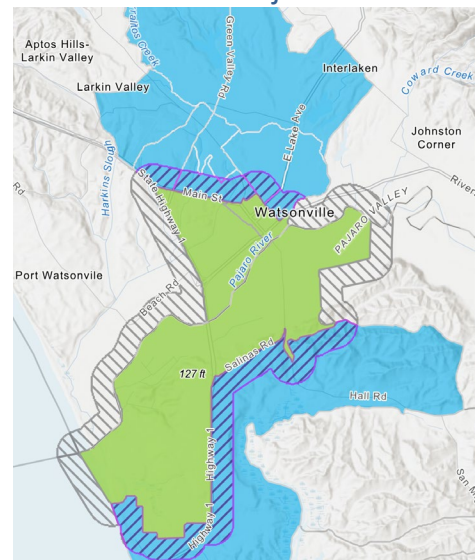 Aptos Hills-
Larkin Valley
Green Valley Rd
Interlaken
Coward Creek
Larkin Valley
E Lake Ave
Johnston
Corner
Harkins Slough
State Highway 1
Main St
Rd
Watsonville
PAJARO VALLEY
Pajaro River
Port Watsonvile
Beach Rd
Salinas Rd
127 ft
Hall Rd
Highway 1
Highway 1